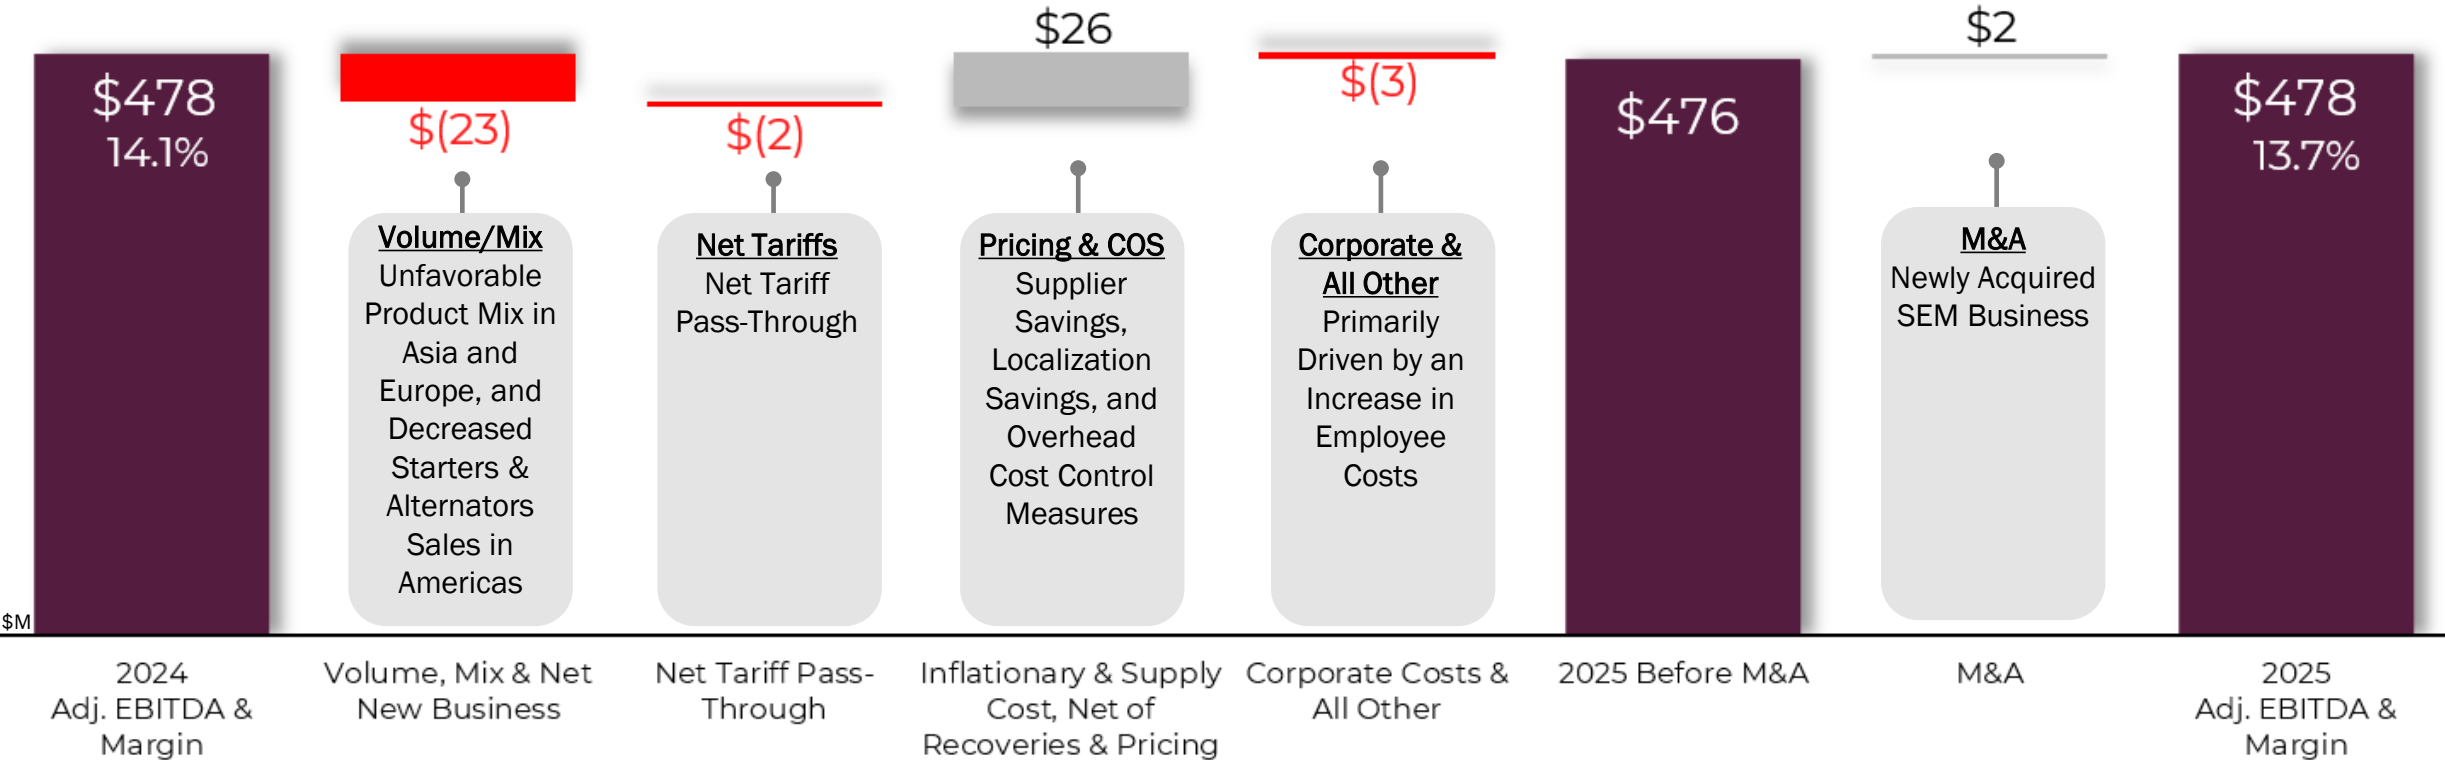 $478
14.1%
$(23)
$(2)
$26
$(3)
$476
$2
$478
13.7%
Volume/Mix
Unfavorable
Product Mix in
Asia and
Europe, and
Decreased
Starters &
Alternators
Sales in
Americas
Net Tariffs
Net Tariff
Pass-Through
Pricing & COS
Supplier
Savings,
Localization
Savings, and
Overhead
Cost Control
Measures
Corporate &
All Other
Primarily
Driven by an
Increase in
Employee
Costs
M&A
Newly Acquired
SEM Business
$M
2024
Adj. EBITDA &
Margin
Volume, Mix & Net
New Business
Net Tariff Pass-
Through
Inflationary & Supply
Cost, Net of
Recoveries & Pricing
Corporate Costs &
All Other
2025 Before M&A
M&A
2025
Adj. EBITDA &
Margin